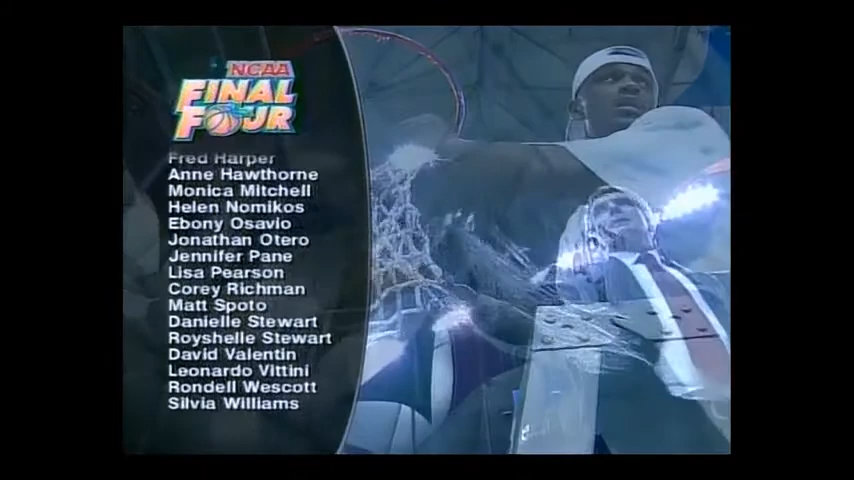 NCAA
FINAL
FOUR
Fred Harper
Anne Hawthorne
Monica Mitchell
Helen Nomikos
Ebony Osavio
Jonathan Otero
Jennifer Pane
Lisa Pearson
Corey Richman
Matt Spoto
Danielle Stewart
Royshelle Stewart
David Valentin
Leonardo Vittini
Rondell Wescott
Silvia Williams